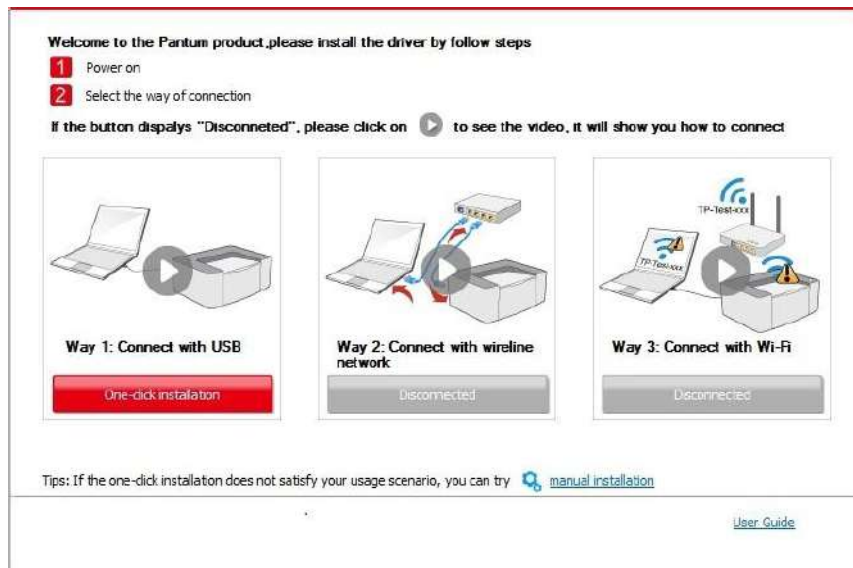 Welcome to the Pantum product,please install the driver by follow steps
1 Power on
2 Select the way of connection
If the button dispalys "Disconneted", please click on to see the video, it will show you how to connect
TP-Test-xxx
TP-Test-xxx
Way 1: Connect with USB
One-click installation
Way 2: Connect with wireline
network
Disconnected
Way 3: Connect with Wi-Fi
Disconnected
Tips: If the one-click installation does not satisfy your usage scenario, you can try manual installation
User Guide